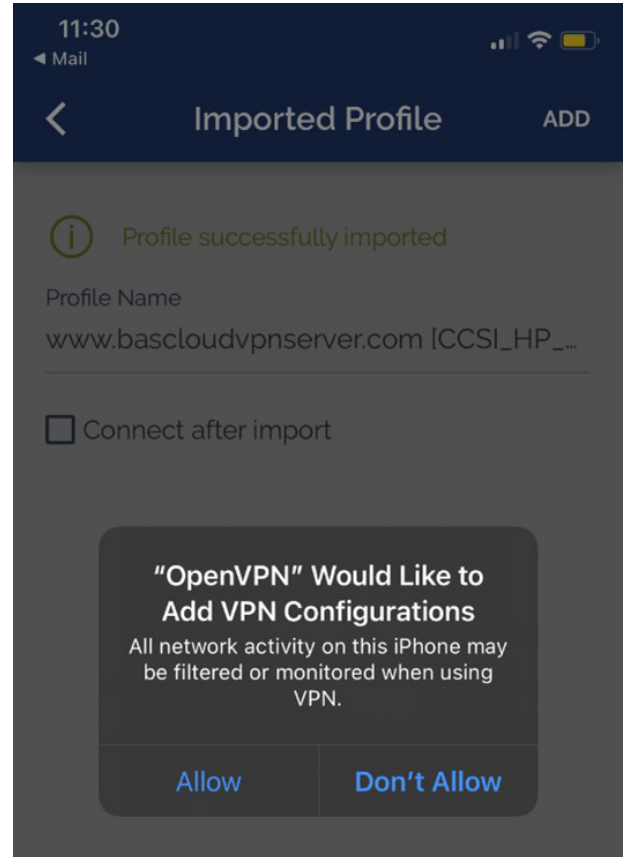 11:30
◀ Mail
Imported Profile
ADD
Profile successfully imported
Profile Name
www.bascloudvpnserver.com [CCSI_HP_...
Connect after import
“OpenVPN” Would Like to
Add VPN Configurations
All network activity on this iPhone may
be filtered or monitored when using
VPN.
Allow
Don’t Allow